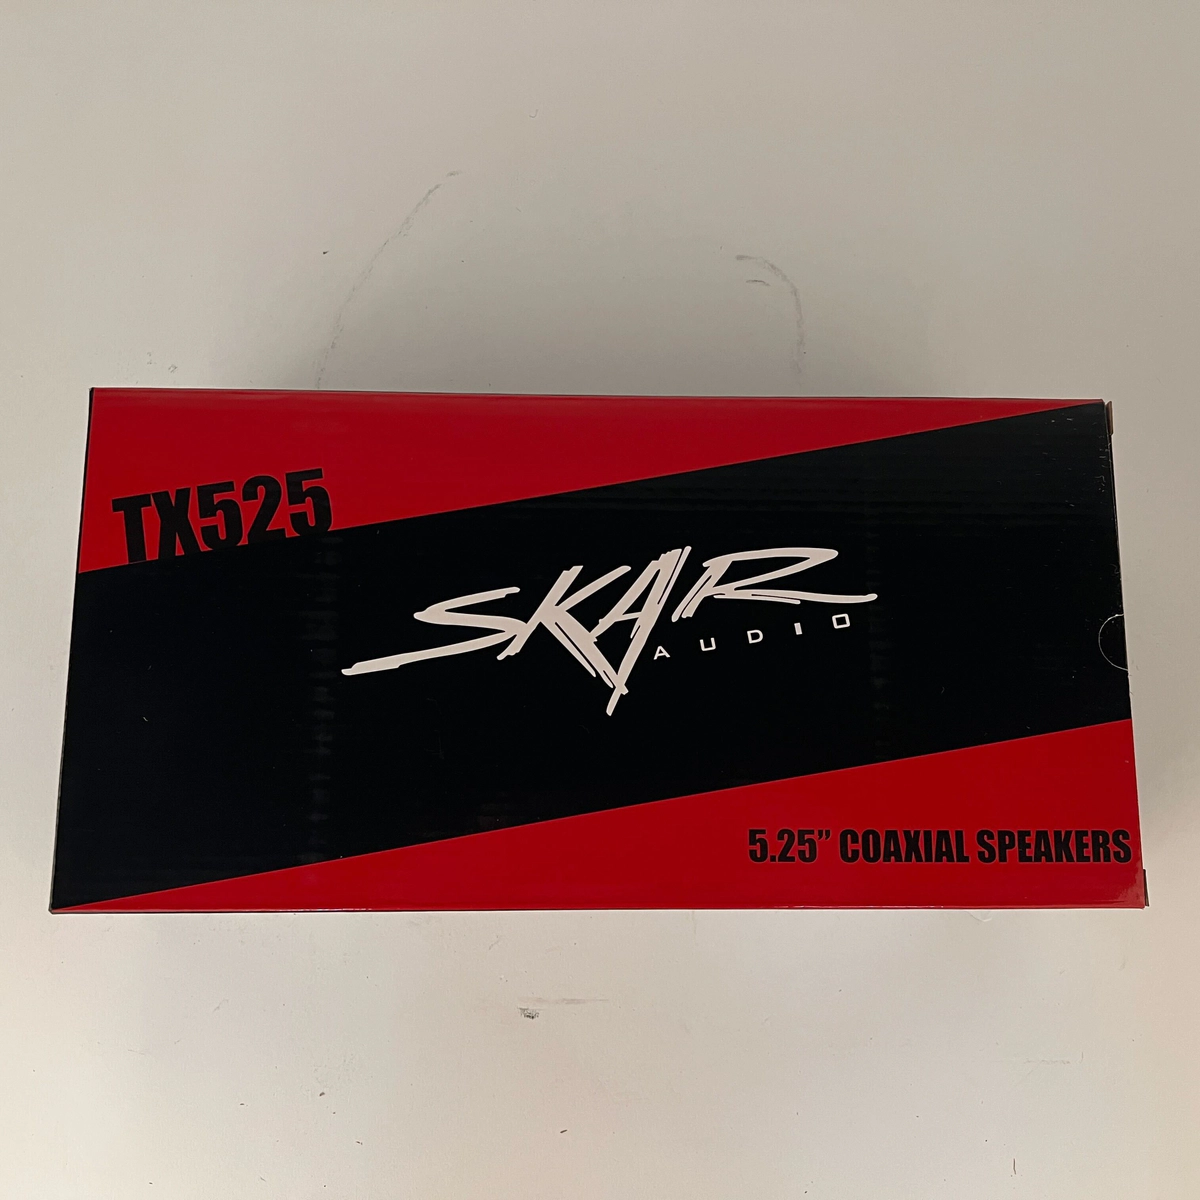 TX525
SKAR
AUDIO
5.25” COAXIAL SPEAKERS